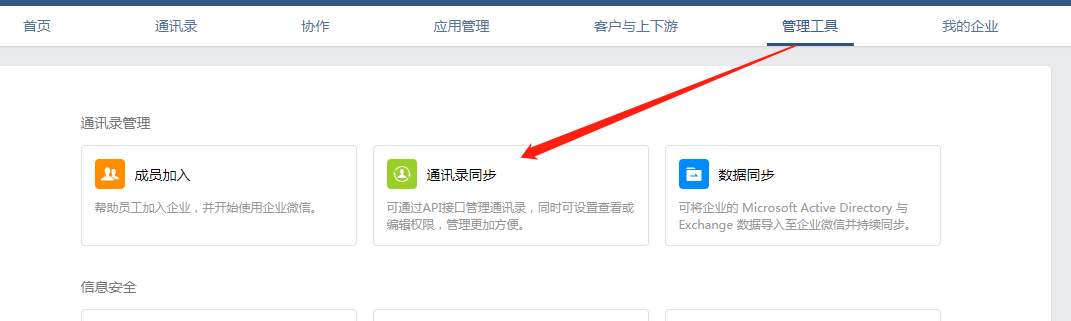 首页 通讯录 协作 应用管理 客户与上下游 管理工具 我的企业
通讯录管理
成员加入
帮助员工加入企业，并开始使用企业微信。
通讯录同步
可通过API接口管理通讯录，同时可设置查看或
编辑权限，管理更加方便。
数据同步
可将企业的 Microsoft Active Directory 与
Exchange 数据导入至企业微信并持续同步。
信息安全